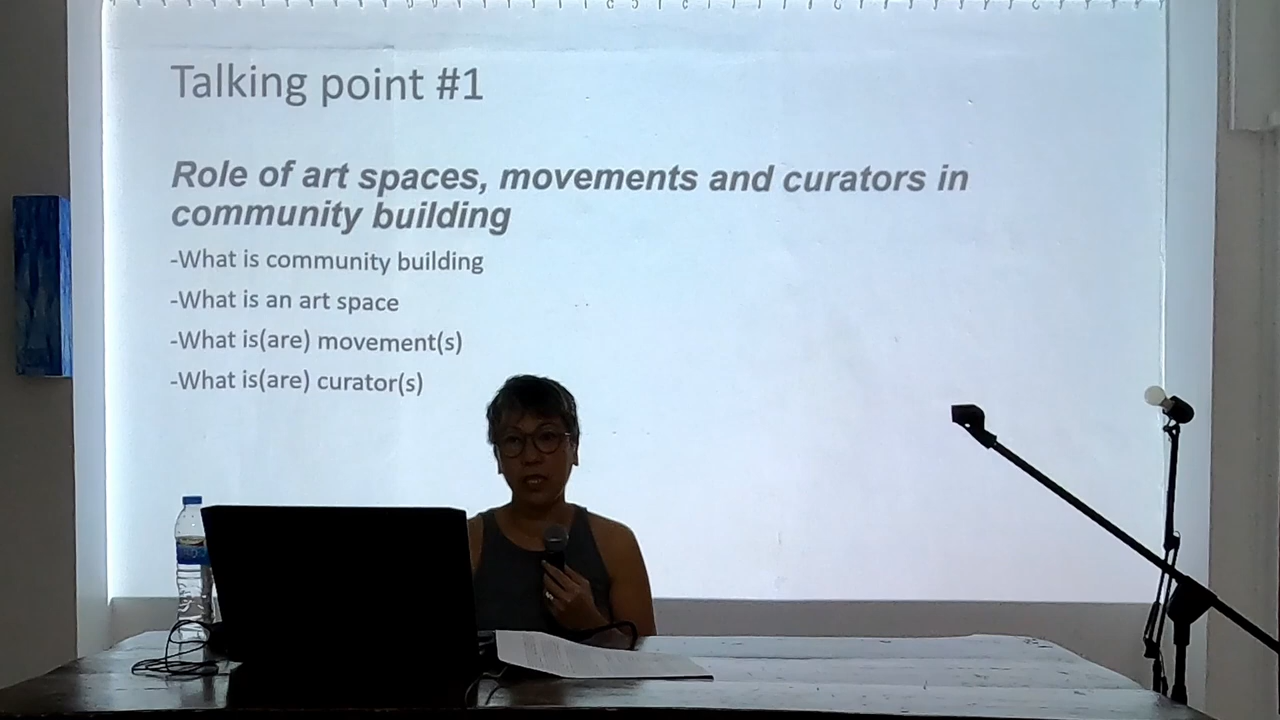 Talking point #1
Role of art spaces, movements and curators in
community building
-What is community building
-What is an art space
-What is(are) movement(s)
-What is(are) curator(s)